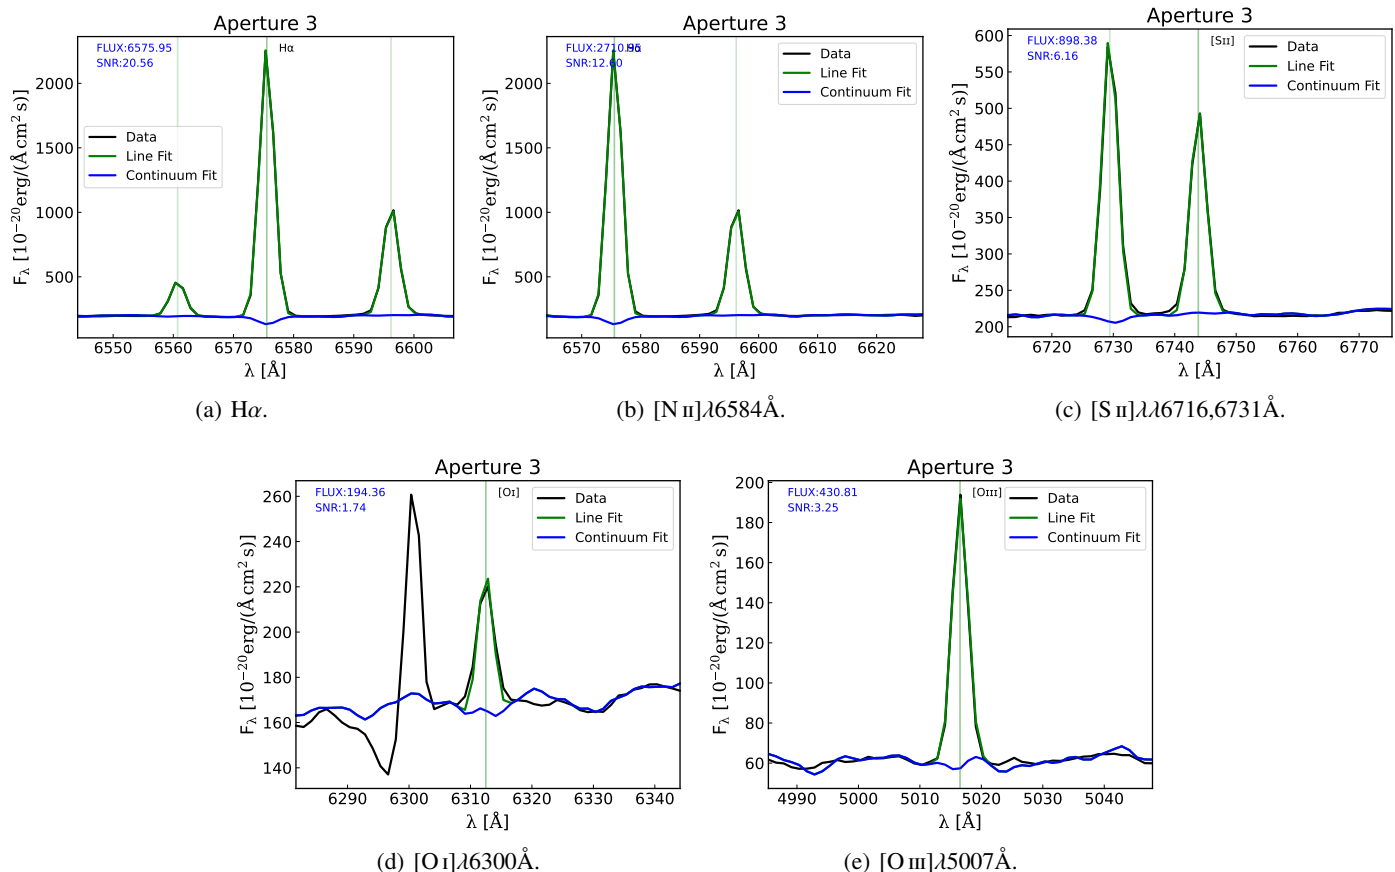 Aperture 3
FLUX:6575.95
SNR:20.56
Hα
Data
Line Fit
Continuum Fit
Fλ [10−20erg/(Å cm2 s)]
2000
1500
1000
500
6550 6560 6570 6580 6590 6600
λ [Å]
(a) Hα.
Aperture 3
FLUX:2710.95
Hα
SNR:12.60
Data
Line Fit
Continuum Fit
Fλ [10−20erg/(Å cm2 s)]
2000
1500
1000
500
6570 6580 6590 6600 6610 6620
λ [Å]
(b) [N II]λ6584Å.
Aperture 3
FLUX:898.38
SNR:6.16
[SII]
Data
Line Fit
Continuum Fit
Fλ [10−20erg/(Å cm2 s)]
600
550
500
450
400
350
300
250
200
6720 6730 6740 6750 6760 6770
λ [Å]
(c) [S II]λλ6716,6731Å.
Aperture 3
FLUX:194.36
SNR:1.74
[OI]
Data
Line Fit
Continuum Fit
Fλ [10−20erg/(Å cm2 s)]
260
240
220
200
180
160
140
6290 6300 6310 6320 6330 6340
λ [Å]
(d) [O I]λ6300Å.
Aperture 3
FLUX:430.81
SNR:3.25
[OIII]
Data
Line Fit
Continuum Fit
Fλ [10−20erg/(Å cm2 s)]
200
180
160
140
120
100
80
60
4990 5000 5010 5020 5030 5040
λ [Å]
(e) [O III]λ5007Å.